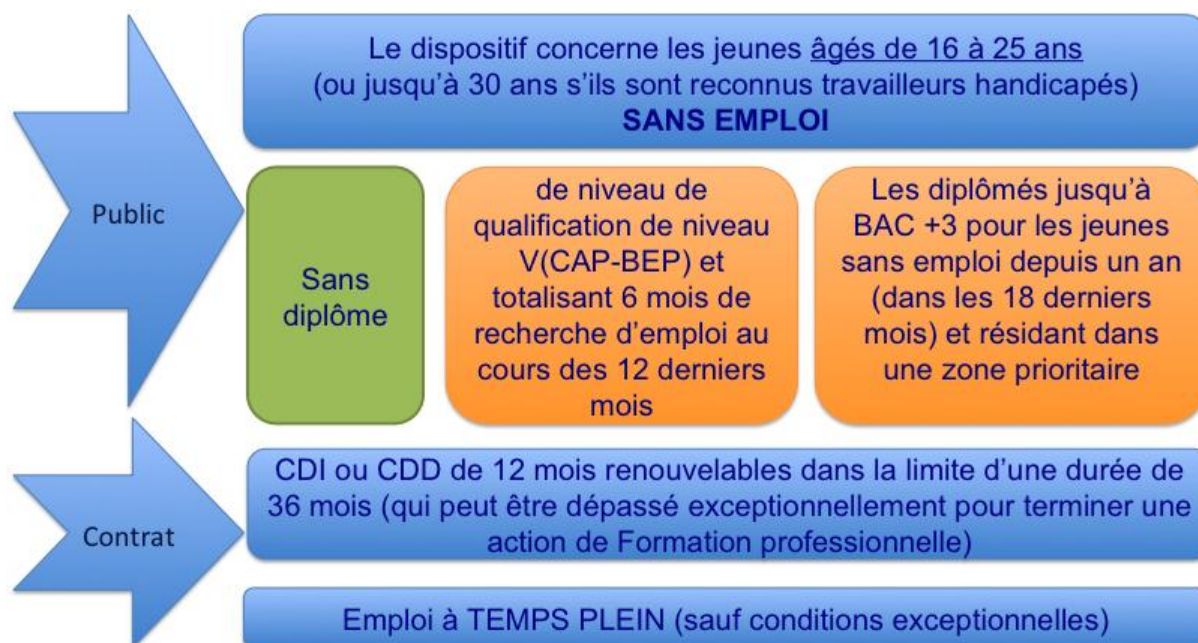 Le dispositif concerne les jeunes âgés de 16 à 25 ans
(ou jusqu'à 30 ans s'ils sont reconnus travailleurs handicapés)
SANS EMPLOI
Public
Sans
diplôme
de niveau de
qualification de niveau
V(CAP-BEP) et
totalisant 6 mois de
recherche d'emploi au
cours des 12 derniers
mois
Les diplômés jusqu'à
BAC +3 pour les jeunes
sans emploi depuis un an
(dans les 18 derniers
mois) et résidant dans
une zone prioritaire
Contrat
CDI ou CDD de 12 mois renouvelables dans la limite d'une durée de
36 mois (qui peut être dépassé exceptionnellement pour terminer une
action de Formation professionnelle)
Emploi à TEMPS PLEIN (sauf conditions exceptionnelles)